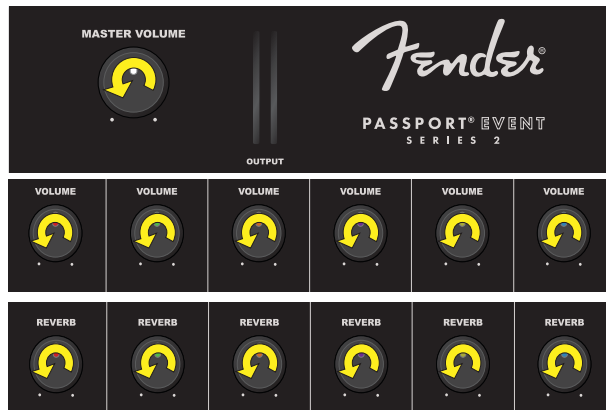 MASTER VOLUME
Fender®
PASSPORT® EVENT
SERIES 2
OUTPUT
VOLUME VOLUME VOLUME VOLUME VOLUME VOLUME
REVERB REVERB REVERB REVERB REVERB REVERB